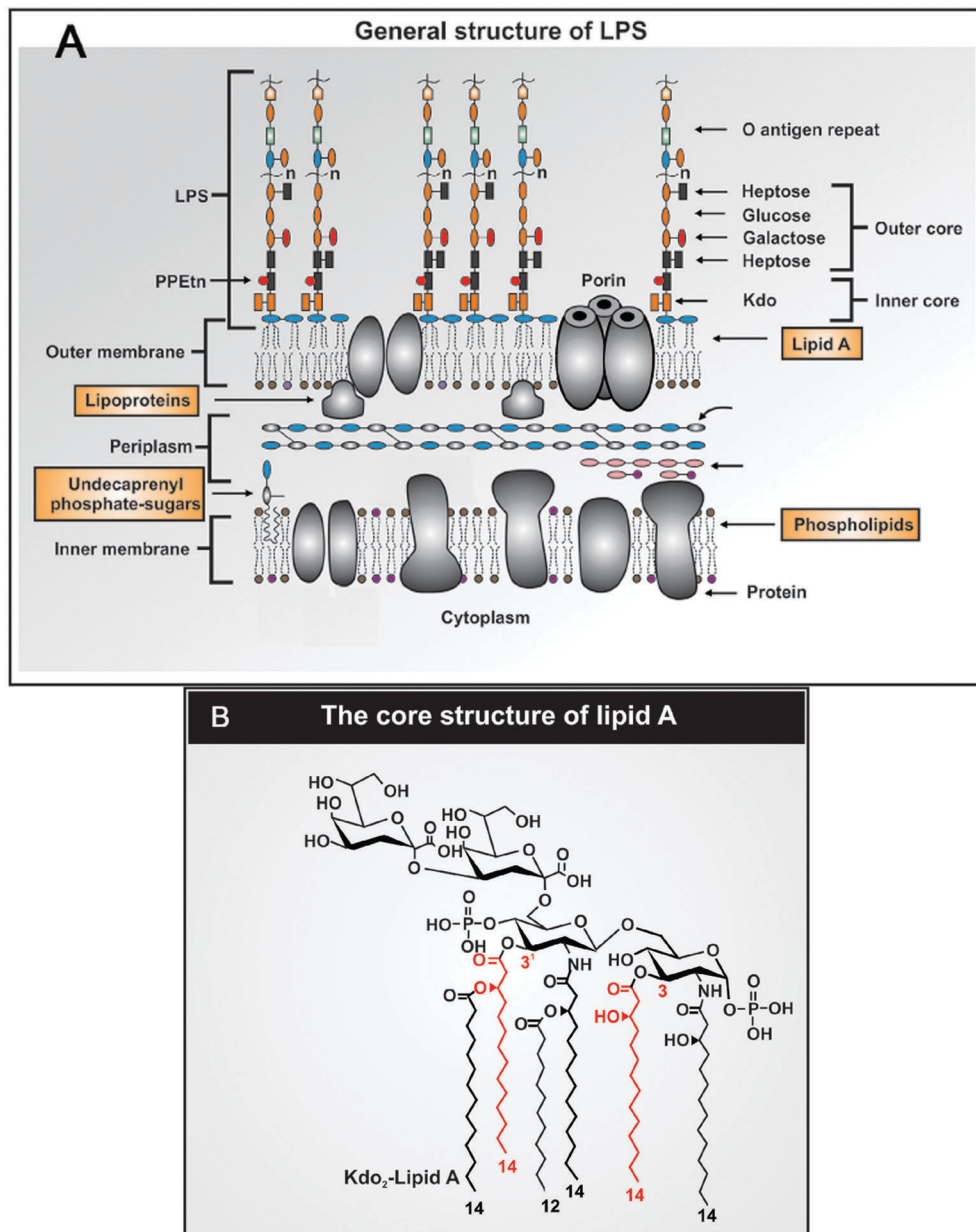 A
General structure of LPS
O antigen repeat
n
n
n
n
n
n
LPS
Heptose
Glucose
Galactose
Heptose
Outer core
PPEtn
Porin
Kdo
Inner core
Outer membrane
Lipid A
Lipoproteins
Periplasm
Undecaprenyl
phosphate-sugars
Phospholipids
Inner membrane
Protein
Cytoplasm
B
The core structure of lipid A
OH
HO
OH
HO
HO
O
O
OH
O
OH
HO
OH
HO
O
O
OH
O
O
HO-P-O
OH
O
O
O
O
3¹
NH
HO
O
O
O
3
NH
O
O
O
O
O
O
HO
HO
O-P-OH
OH
O
Kdo₂-Lipid A
14
14
12
14
14
14